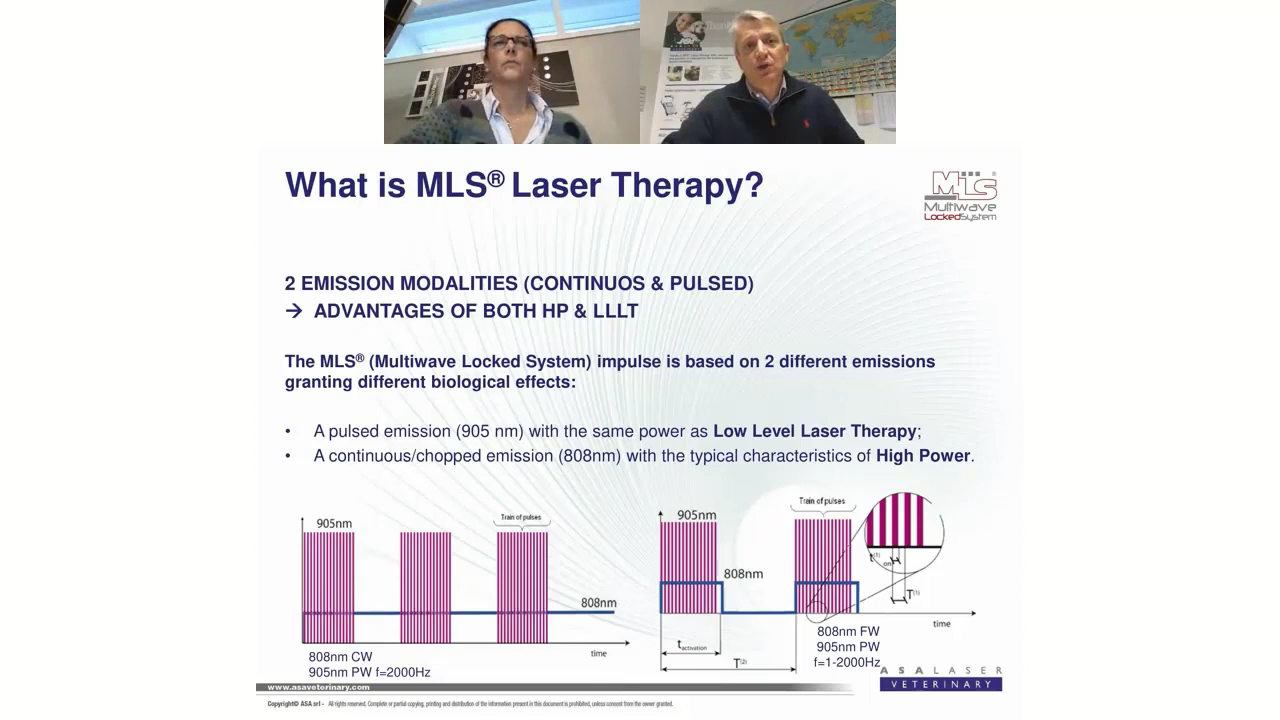 What is MLS® Laser Therapy?
MLS®
Multiwave
LockedSystem
2 EMISSION MODALITIES (CONTINUOS & PULSED)
→ ADVANTAGES OF BOTH HP & LLLT
The MLS® (Multiwave Locked System) impulse is based on 2 different emissions
granting different biological effects:
• A pulsed emission (905 nm) with the same power as Low Level Laser Therapy;
• A continuous/chopped emission (808nm) with the typical characteristics of High Power.
905nm
Train of pulses
808nm
time
808nm CW
905nm PW f=2000Hz
905nm
Train of pulses
808nm
t(1)on
T(1)
time
tactivation
T(2)
808nm FW
905nm PW
f=1-2000Hz
ASALASER
VETERINARY
www.asaveterinary.com
Copyright© ASA srl - All rights reserved. Complete or partial copying, printing and distribution of the information present in this document is prohibited, unless consent from the owner granted.